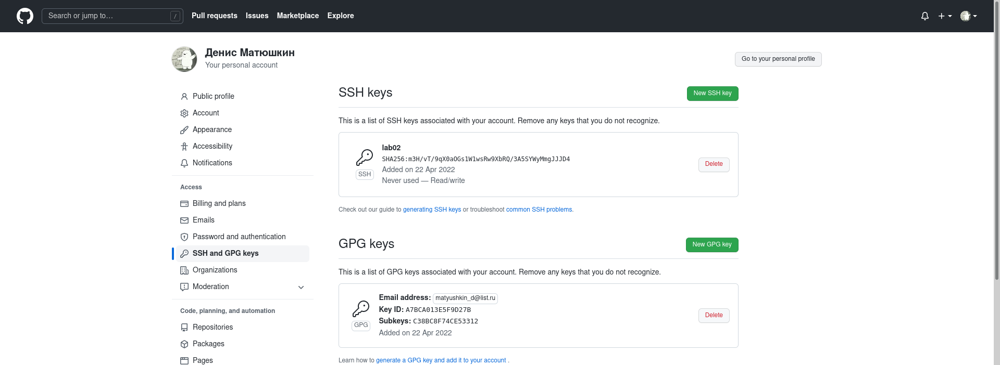 Search or jump to… /
Pull requests
Issues
Marketplace
Explore
Денис Матюшкин
Your personal account
Go to your personal profile
Public profile
Account
Appearance
Accessibility
Notifications
Access
Billing and plans
Emails
Password and authentication
SSH and GPG keys
Organizations
Moderation
Code, planning, and automation
Repositories
Packages
Pages
SSH keys
New SSH key
This is a list of SSH keys associated with your account. Remove any keys that you do not recognize.
lab02
SHA256:m3H/vT/9qX0aOGs1W1wsRw9XbRQ/3A5SYWyMmgJJJD4
Added on 22 Apr 2022
Never used — Read/write
SSH
Delete
Check out our guide to generating SSH keys or troubleshoot common SSH problems.
GPG keys
New GPG key
This is a list of GPG keys associated with your account. Remove any keys that you do not recognize.
Email address: matyushkin_d@list.ru
Key ID: A7BCA013E5F9D27B
Subkeys: C38BC8F74CE53312
Added on 22 Apr 2022
GPG
Delete
Learn how to generate a GPG key and add it to your account .